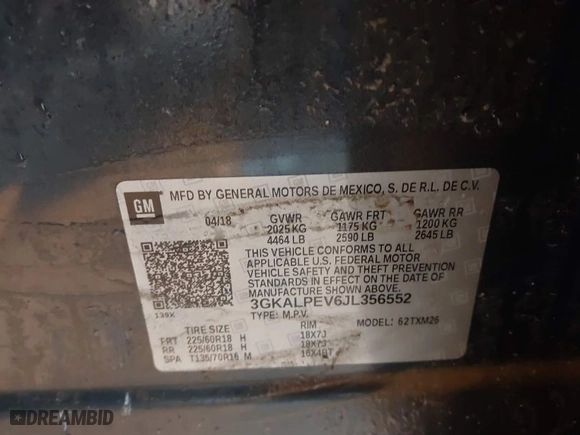 GM
MFD BY GENERAL MOTORS DE MEXICO, S. DE R.L. DE C.V.
04/18 GVWR GAWR FRT GAWR RR
2025 KG 1175 KG 1200 KG
4464 LB 2590 LB 2645 LB
THIS VEHICLE CONFORMS TO ALL
APPLICABLE U.S. FEDERAL MOTOR
VEHICLE SAFETY AND THEFT PREVENTION
STANDARDS IN EFFECT ON THE DATE OF
MANUFACTURE SHOWN ABOVE.
3GKALPEV6JL356552
139X
TYPE: M.P.V.
MODEL: 62TXM26
TIRE SIZE RIM
FRT 225/60R18 H 18X7J
RR 225/60R18 H 18X7J
SPA T135/70R16 M 16X4BT
DREAMBID